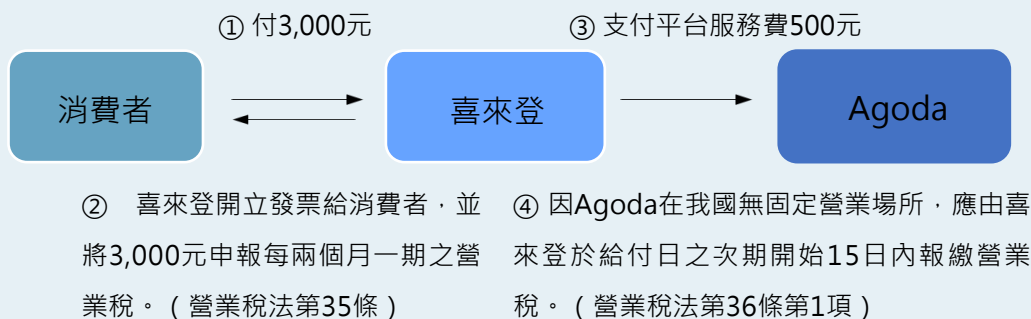 ① 付3,000元
③ 支付平台服務費500元
消費者
喜來登
Agoda
② 喜來登開立發票給消費者，並
將3,000元申報每兩個月一期之營
業稅。（營業稅法第35條）
④ 因Agoda在我國無固定營業場所，應由喜
來登於給付日之次期開始15日內報繳營業
稅。（營業稅法第36條第1項）